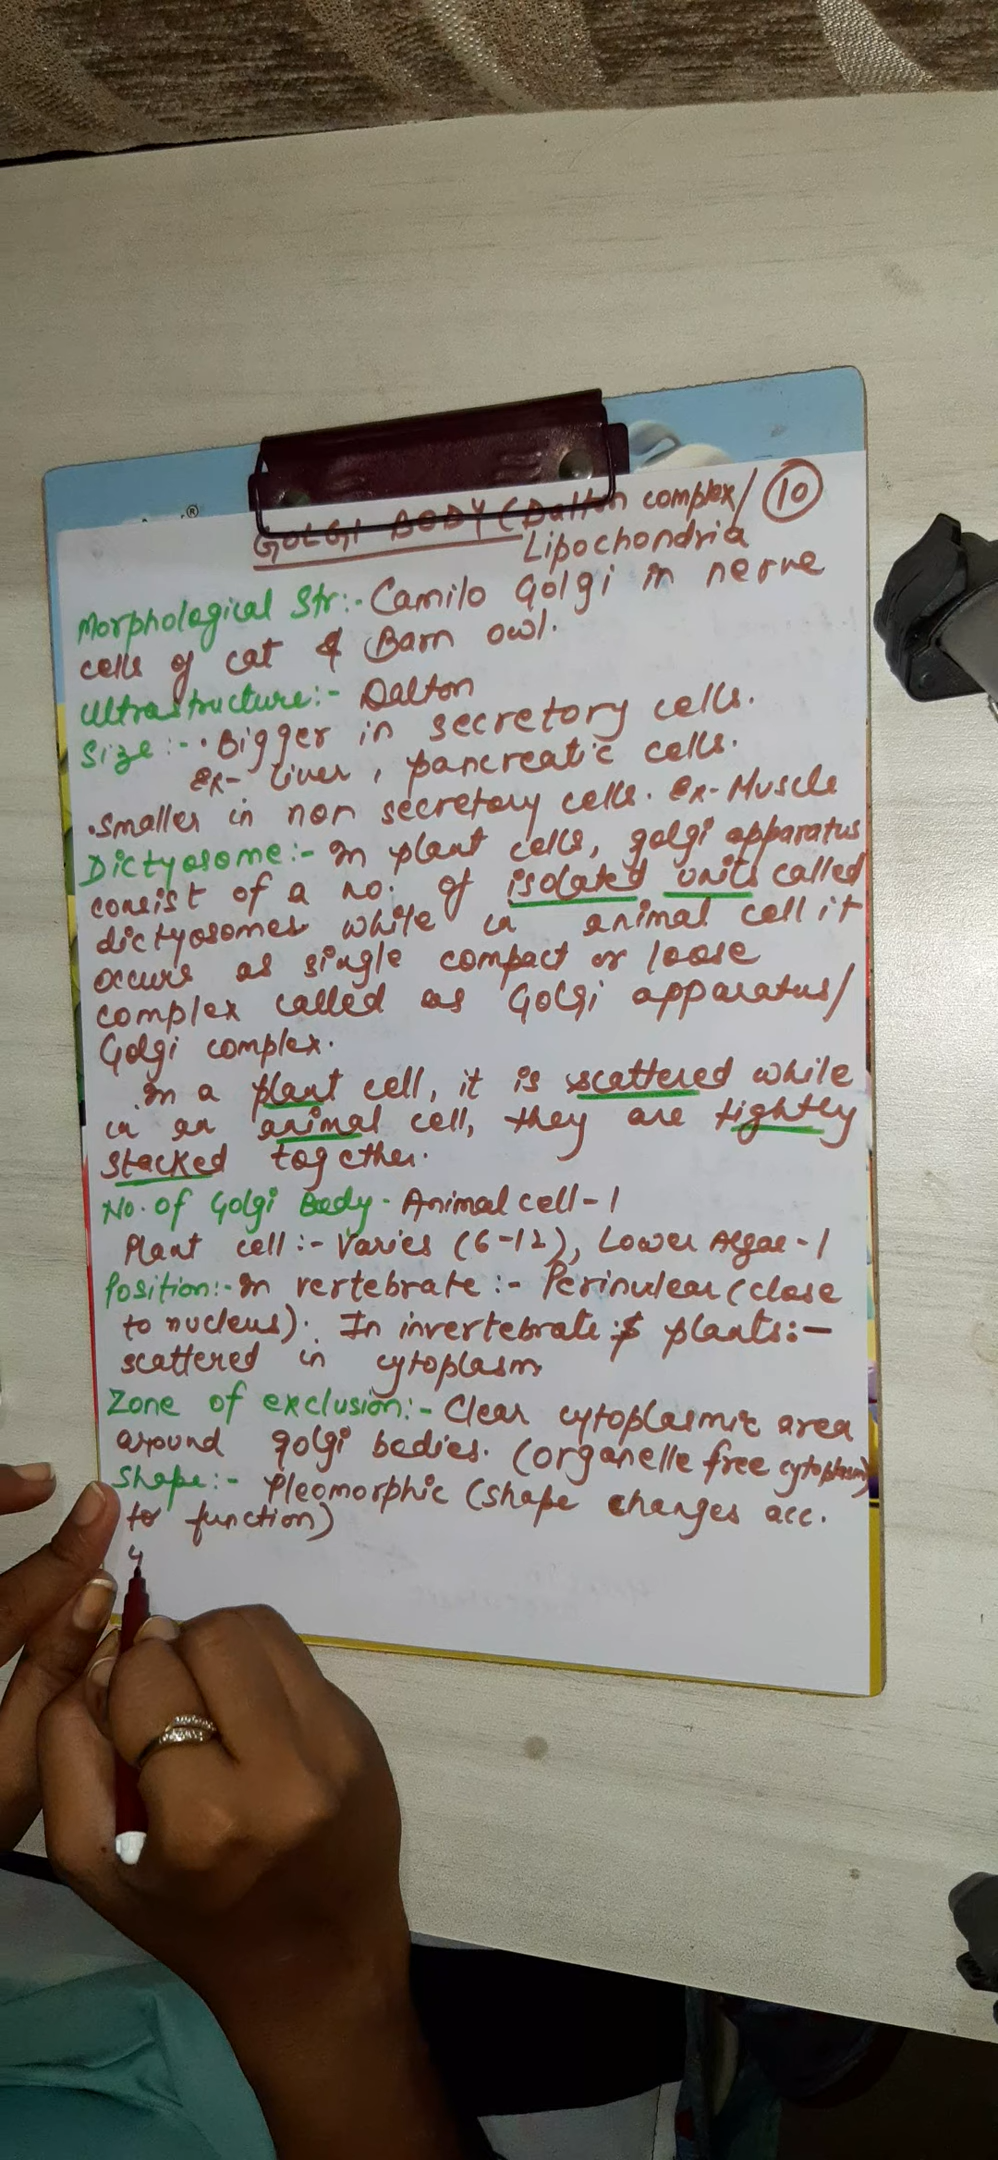 GOLGI BODY (Dalton complex/ 10
Lipochondria
Morphological Str:- Camilo Golgi in nerve
cells of cat & Barn owl.
Ultrastructure:- Dalton
Size:- • Bigger in secretory cells.
Ex- liver, pancreatic cells.
• smaller in non secretory cells. Ex- Muscle
Dictyosome:- In plant cells, golgi apparatus
consist of a no. of isolated units called
dictyosomes while in animal cell it
occurs as single compact or loose
complex called as Golgi apparatus/
Golgi complex.
In a plant cell, it is scattered while
in an animal cell, they are tightly
stacked together.
No. of Golgi Body - Animal cell - 1
Plant cell:- Varies (6-12), Lower Algae - 1
Position:- In vertebrate:- Perinulear (close
to nucleus). In invertebrate & plants:-
scattered in cytoplasm
Zone of exclusion:- Clear cytoplasmic area
around golgi bodies. (organelle free cytoplasm)
Shape:- Pleomorphic (shape changes acc.
to function)
®